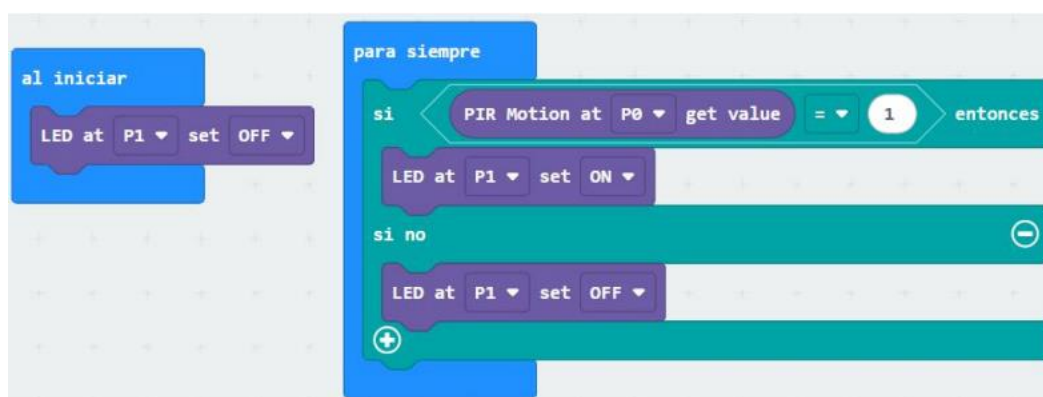 al iniciar
LED at P1 set OFF
para siempre
si PIR Motion at P0 get value = 1 entonces
LED at P1 set ON
si no
LED at P1 set OFF